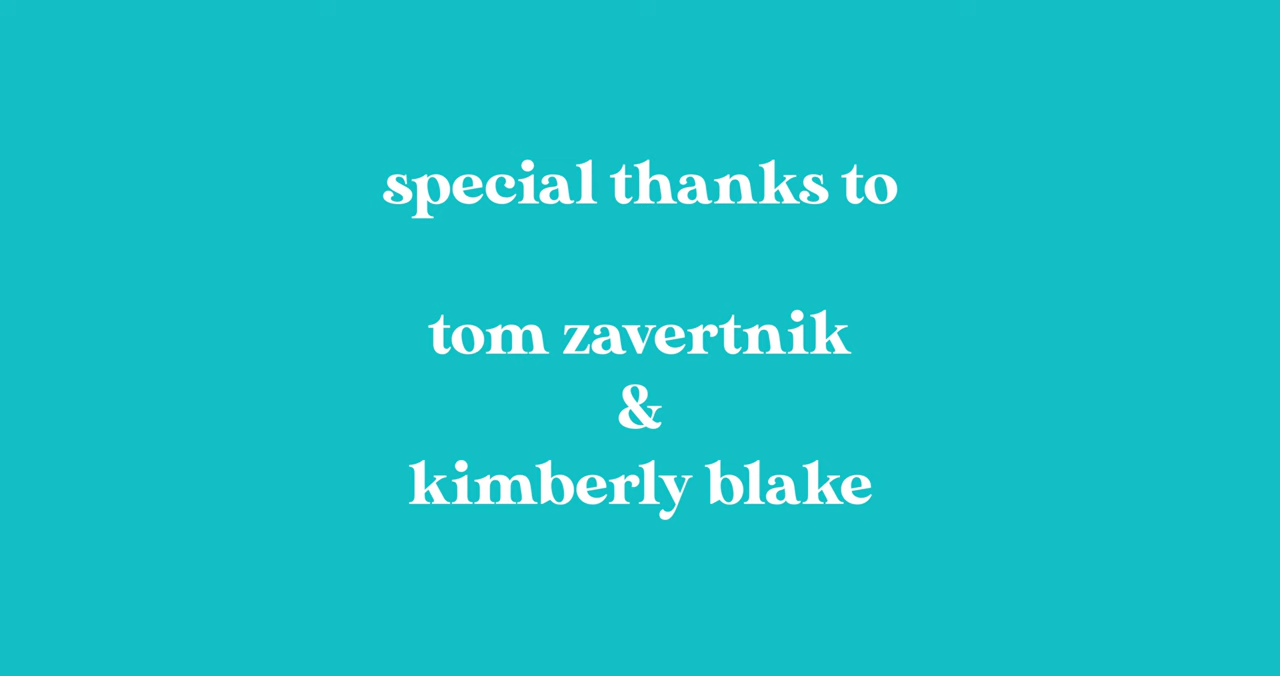 special thanks to
tom zavertnik
&
kimberly blake